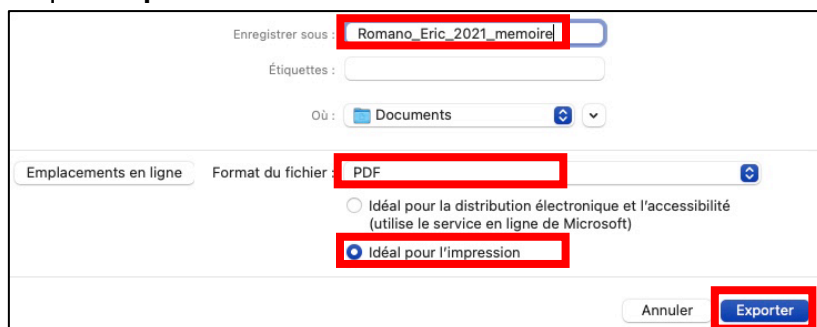 Enregistrer sous : Romano_Eric_2021_memoire
Étiquettes :
Où : Documents
Emplacements en ligne Format du fichier : PDF
Idéal pour la distribution électronique et l'accessibilité
(utilise le service en ligne de Microsoft)
Idéal pour l'impression
Annuler Exporter